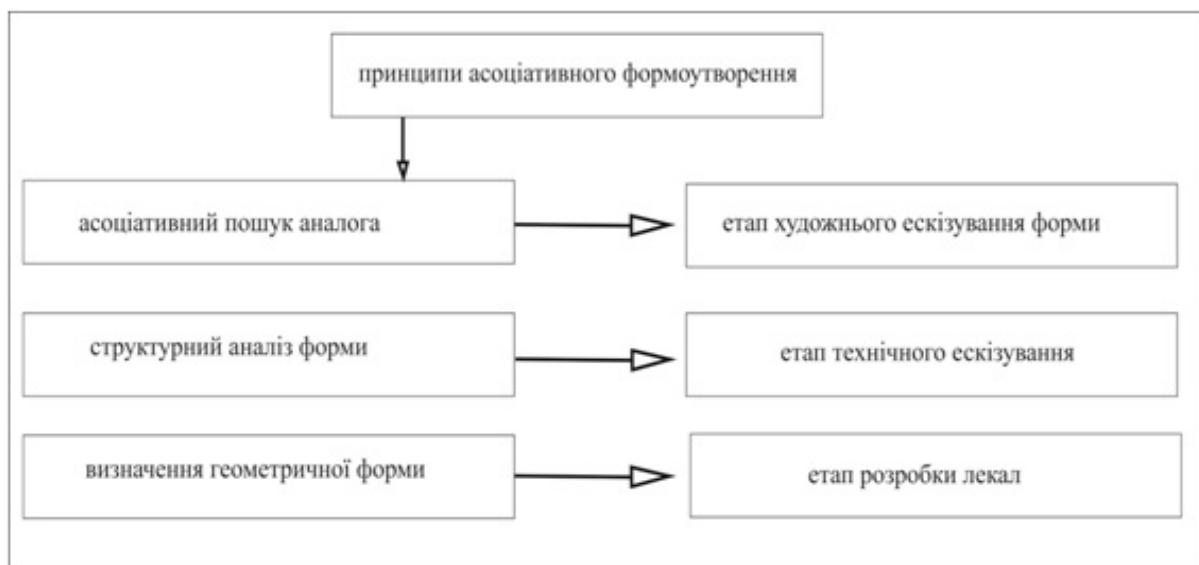 принципи асоціативного формоутворення
асоціативний пошук аналога
етап художнього ескізування форми
структурний аналіз форми
етап технічного ескізування
визначення геометричної форми
етап розробки лекал